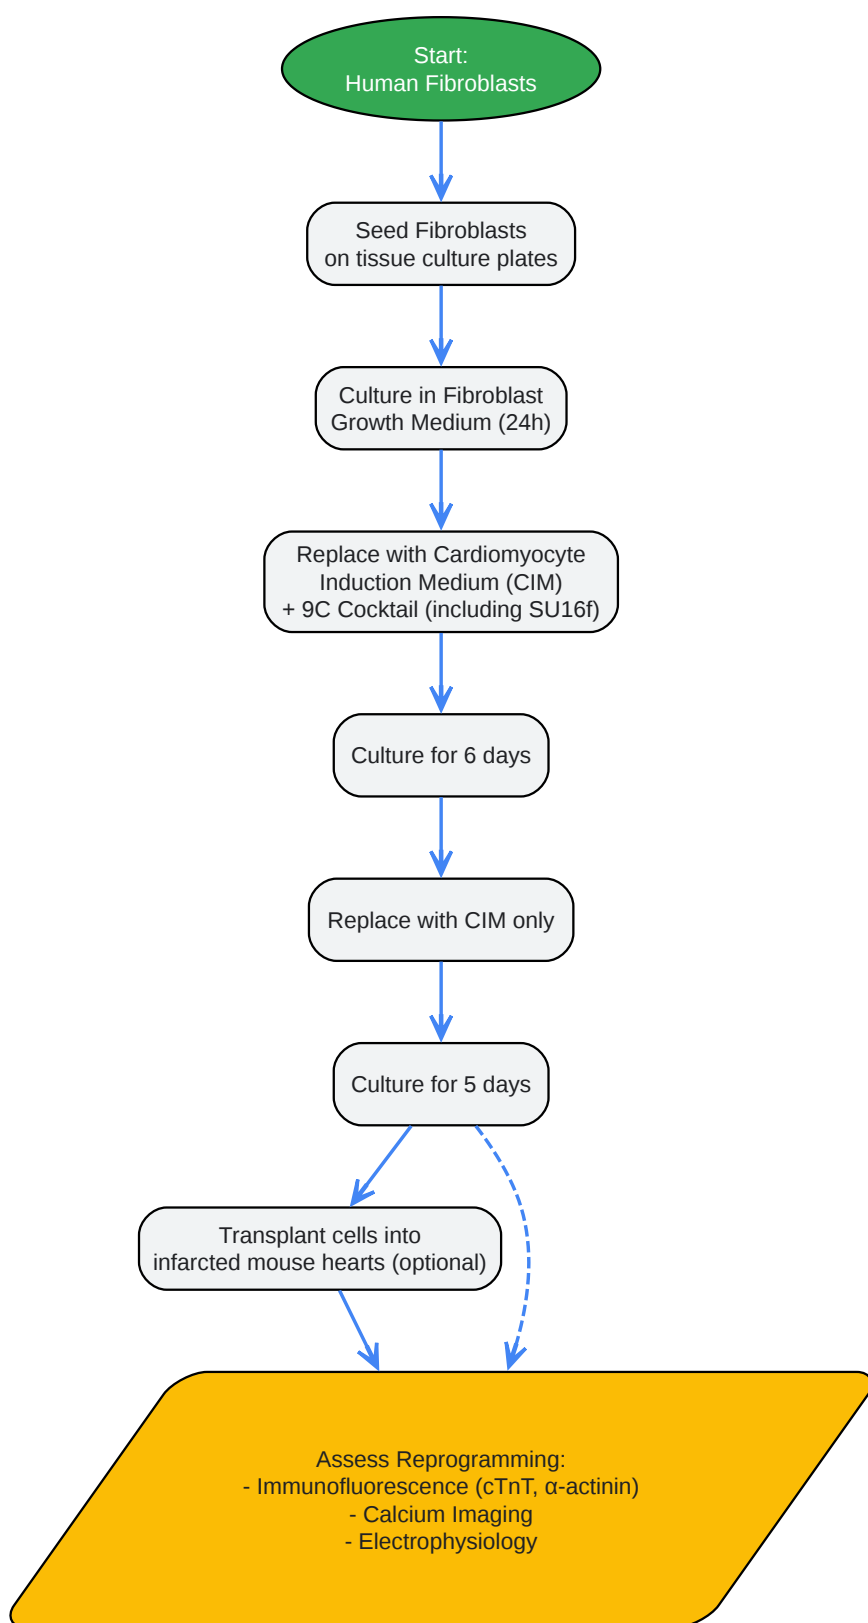 Start:
Human Fibroblasts
Seed Fibroblasts
on tissue culture plates
Culture in Fibroblast
Growth Medium (24h)
Replace with Cardiomyocyte
Induction Medium (CIM)
+ 9C Cocktail (including SU16f)
Culture for 6 days
Replace with CIM only
Culture for 5 days
Transplant cells into
infarcted mouse hearts (optional)
Assess Reprogramming:
- Immunofluorescence (cTnT, α-actinin)
- Calcium Imaging
- Electrophysiology